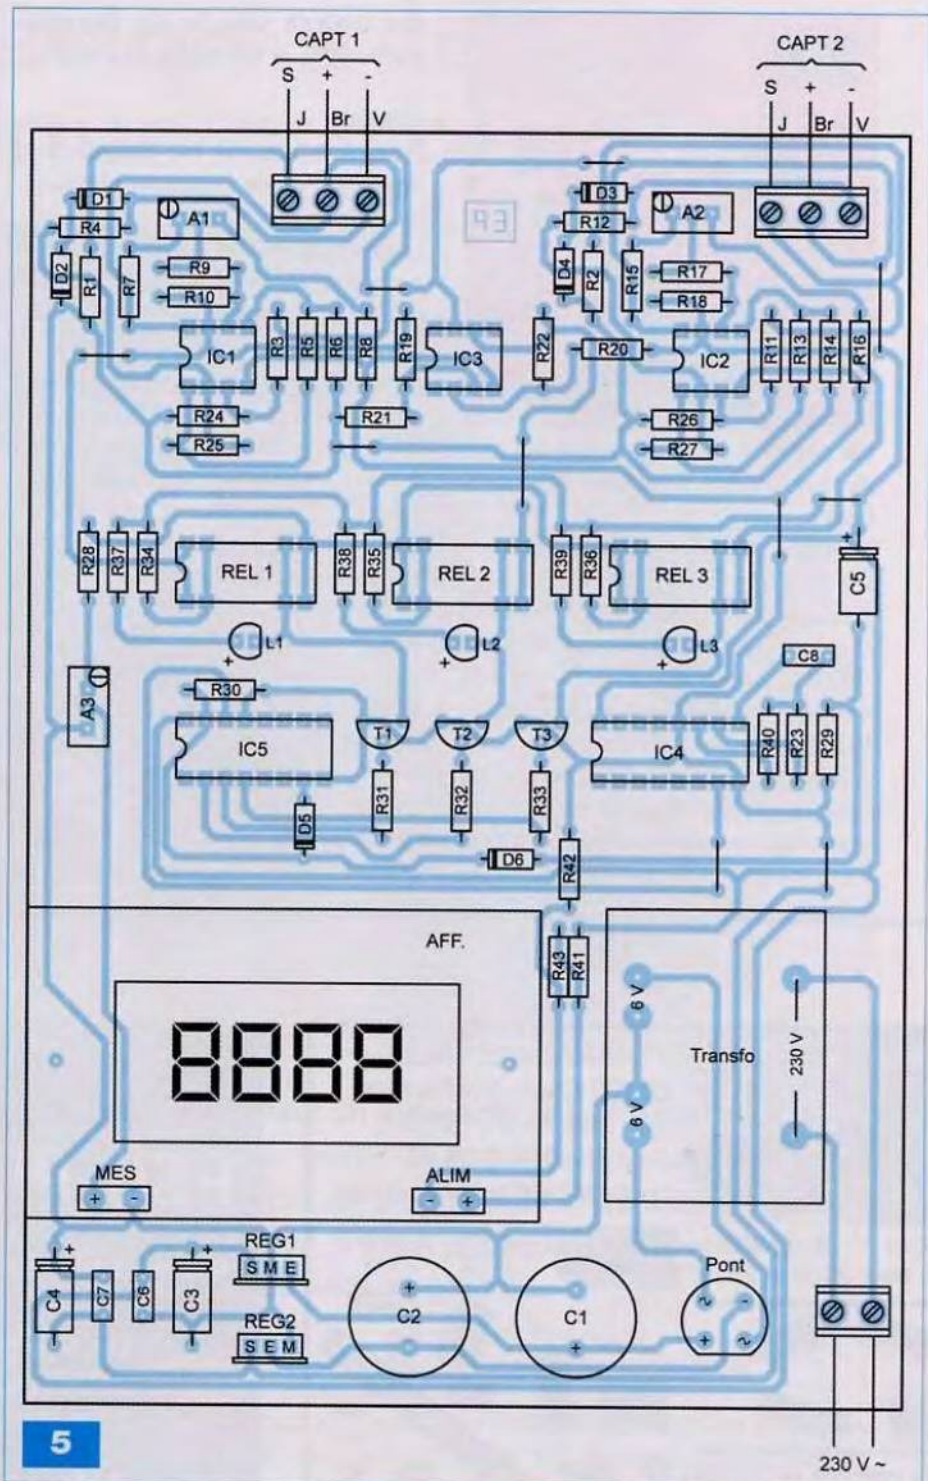 CAPT 1
CAPT 2
S + -
S + -
J Br V
J Br V
D1
D3
R4
A1
R12
A2
D2
R1
R7
R9
R10
D4
R2
R15
R17
R18
IC1
R3
R5
R6
R8
R19
IC3
R22
R20
IC2
R11
R13
R14
R16
R24
R25
R21
R26
R27
R28
R37
R34
REL 1
R38
R35
REL 2
R39
R36
REL 3
+
C5
+ L1
+ L2
+ L3
C8
A3
R30
IC5
T1
T2
T3
IC4
R40
R23
R29
D5
R31
R32
R33
D6
R42
AFF.
R43
R41
8888
6 V
6 V
Transfo
230 V
MES
+ -
ALIM
- +
C4 +
C7
C6
C3 +
REG1
S M E
REG2
S E M
+
C2
C1
+
Pont
~ -
+ ~
5
230 V ~